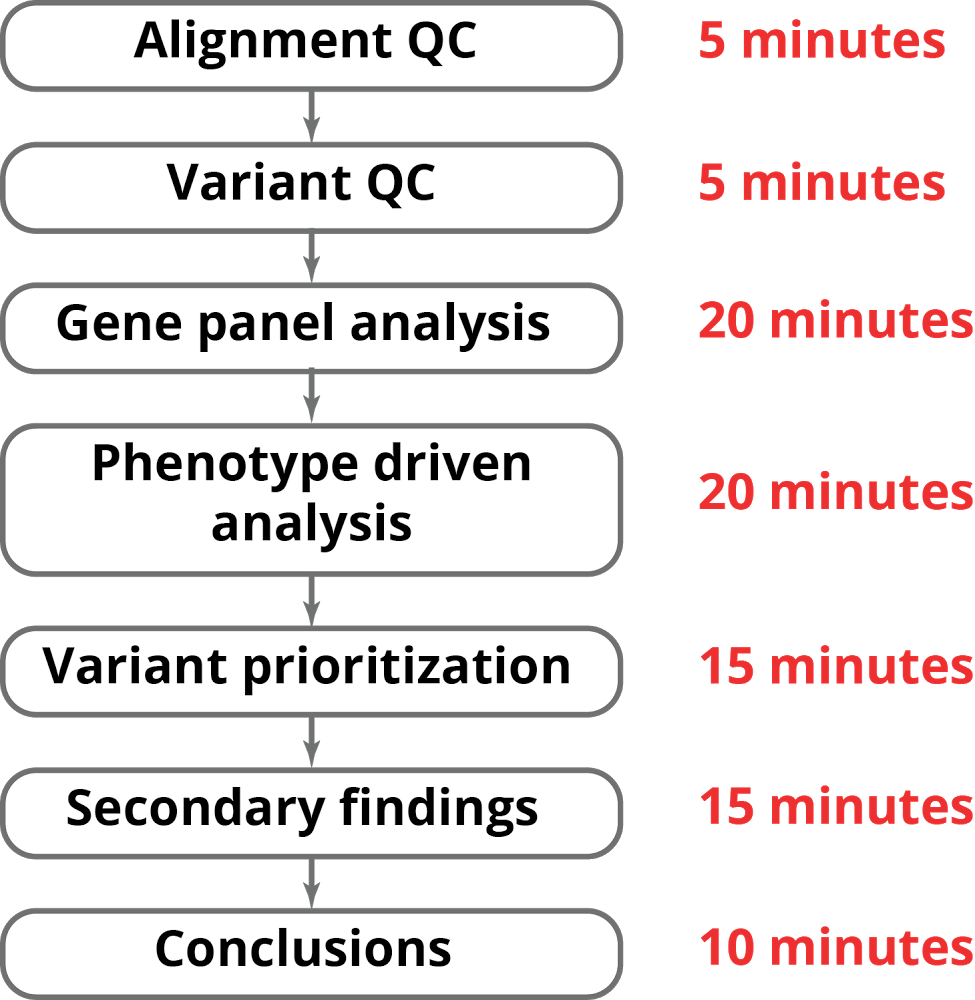 Alignment QC 5 minutes
Variant QC 5 minutes
Gene panel analysis 20 minutes
Phenotype driven
analysis
20 minutes
Variant prioritization 15 minutes
Secondary findings 15 minutes
Conclusions 10 minutes